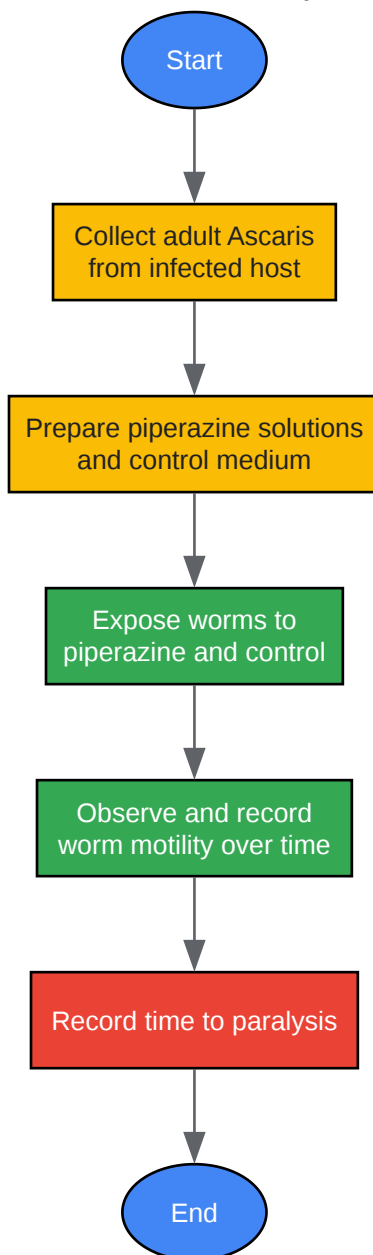 Start
Collect adult Ascaris
from infected host
Prepare piperazine solutions
and control medium
Expose worms to
piperazine and control
Observe and record
worm motility over time
Record time to paralysis
End